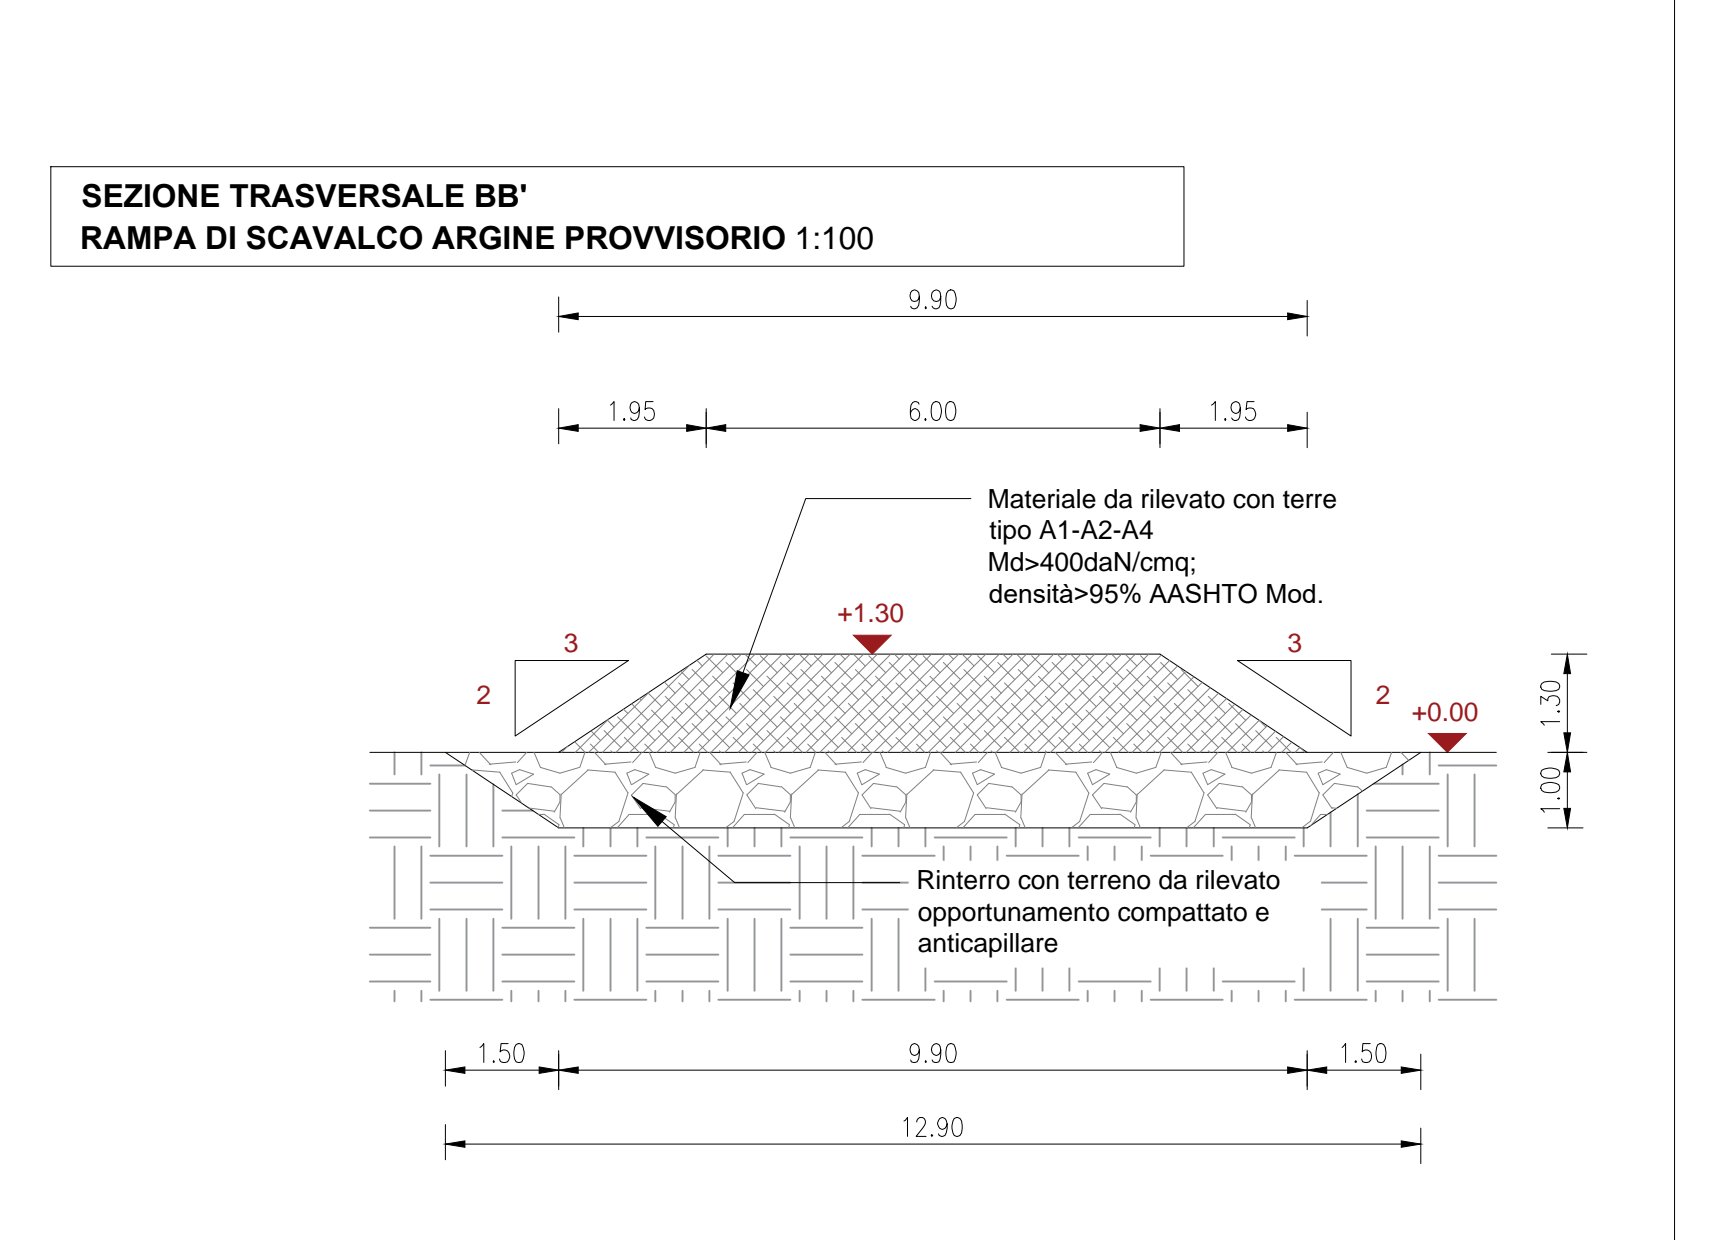 SEZIONE TRASVERSALE BB'
RAMPA DI SCAVALCO ARGINE PROVVISORIO 1:100
9.90
1.95 6.00 1.95
Materiale da rilevato con terre
tipo A1-A2-A4
Md>400daN/cmq;
densità>95% AASHTO Mod.
+1.30
3
2
3
2
+0.00
1.30
1.00
Rinterro con terreno da rilevato
opportunamento compattato e
anticapillare
1.50 9.90 1.50
12.90